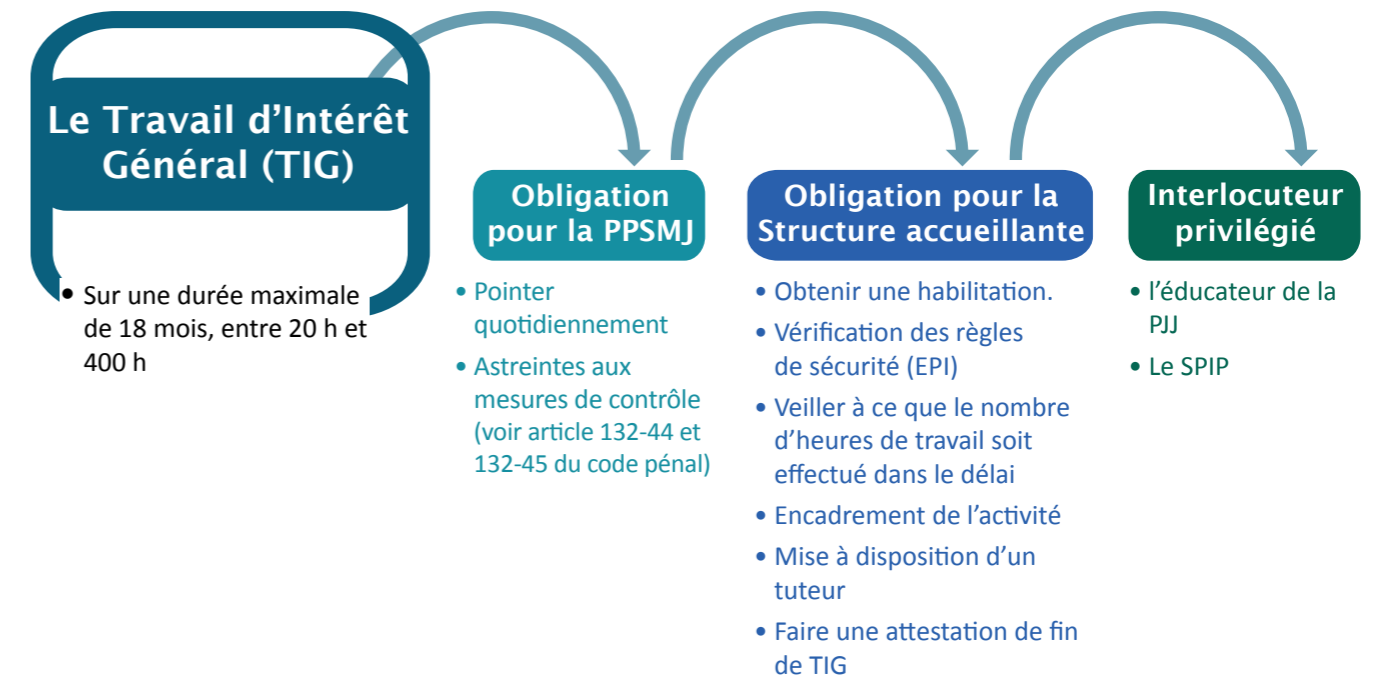 Le Travail d’Intérêt
Général (TIG)
• Sur une durée maximale
de 18 mois, entre 20 h et
400 h
Obligation
pour la PPSMJ
• Pointer
quotidiennement
• Astreintes aux
mesures de contrôle
(voir article 132-44 et
132-45 du code pénal)
Obligation pour la
Structure accueillante
• Obtenir une habilitation.
• Vérification des règles
de sécurité (EPI)
• Veiller à ce que le nombre
d’heures de travail soit
effectué dans le délai
• Encadrement de l’activité
• Mise à disposition d’un
tuteur
• Faire une attestation de fin
de TIG
Interlocuteur
privilégié
• l’éducateur de la
PJJ
• Le SPIP